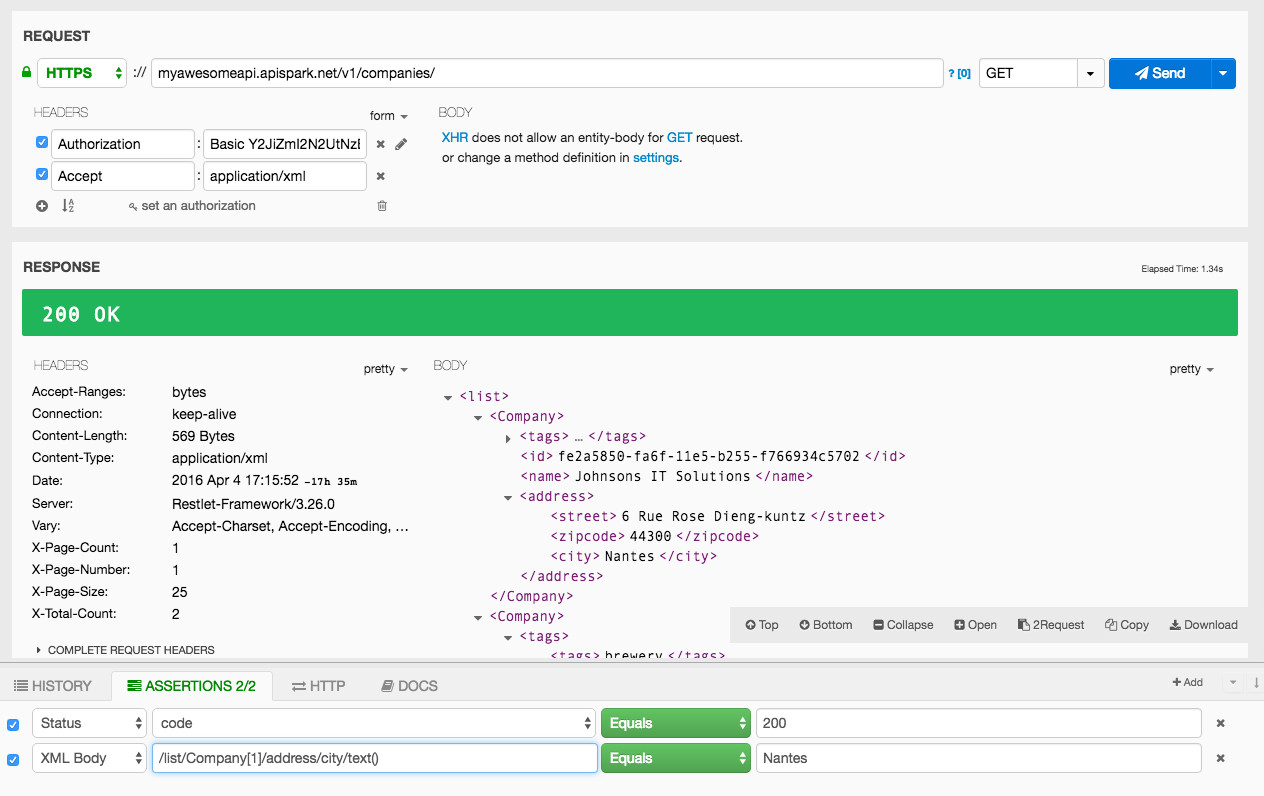 REQUEST
HTTPS :// myawesomeapi.apispark.net/v1/companies/ ? [0] GET Send
HEADERS form
Authorization : Basic Y2JiZmI2N2UtNzE
Accept : application/xml
set an authorization
BODY
XHR does not allow an entity-body for GET request.
or change a method definition in settings.
RESPONSE
Elapsed Time: 1.34s
200 OK
HEADERS pretty
Accept-Ranges: bytes
Connection: keep-alive
Content-Length: 569 Bytes
Content-Type: application/xml
Date: 2016 Apr 4 17:15:52 -17h 35m
Server: Restlet-Framework/3.26.0
Vary: Accept-Charset, Accept-Encoding, ...
X-Page-Count: 1
X-Page-Number: 1
X-Page-Size: 25
X-Total-Count: 2
COMPLETE REQUEST HEADERS
BODY pretty
<list>
<Company>
<tags> … </tags>
<id> fe2a5850-fa6f-11e5-b255-f766934c5702 </id>
<name> Johnsons IT Solutions </name>
<address>
<street> 6 Rue Rose Dieng-kuntz </street>
<zipcode> 44300 </zipcode>
<city> Nantes </city>
</address>
</Company>
<Company>
<tags>
<tags> brewery </tags>
Top Bottom Collapse Open 2Request Copy Download
HISTORY ASSERTIONS 2/2 HTTP DOCS Add
Status code Equals 200
XML Body /list/Company[1]/address/city/text() Equals Nantes